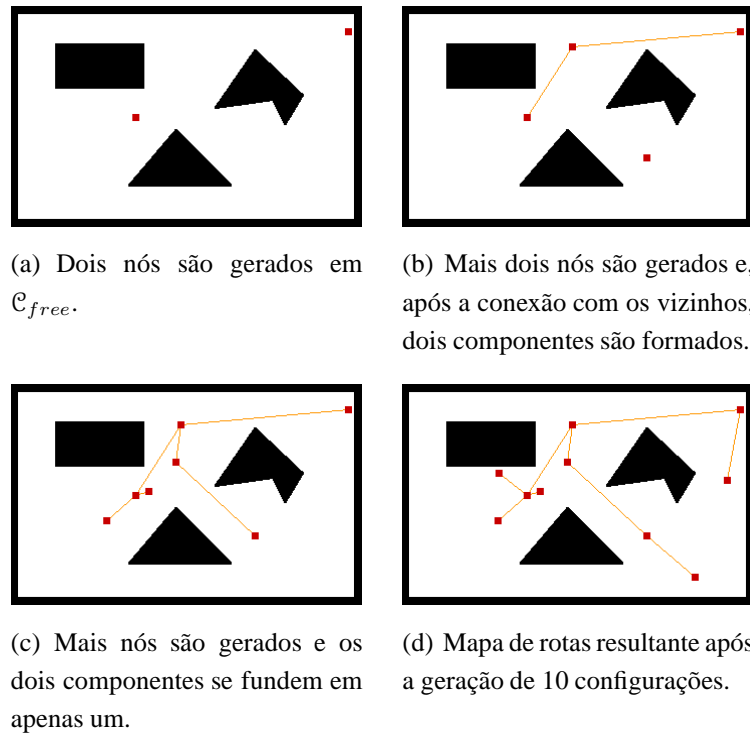 (a) Dois nós são gerados em
𝒞free.
(b) Mais dois nós são gerados e,
após a conexão com os vizinhos,
dois componentes são formados.
(c) Mais nós são gerados e os
dois componentes se fundem em
apenas um.
(d) Mapa de rotas resultante após
a geração de 10 configurações.